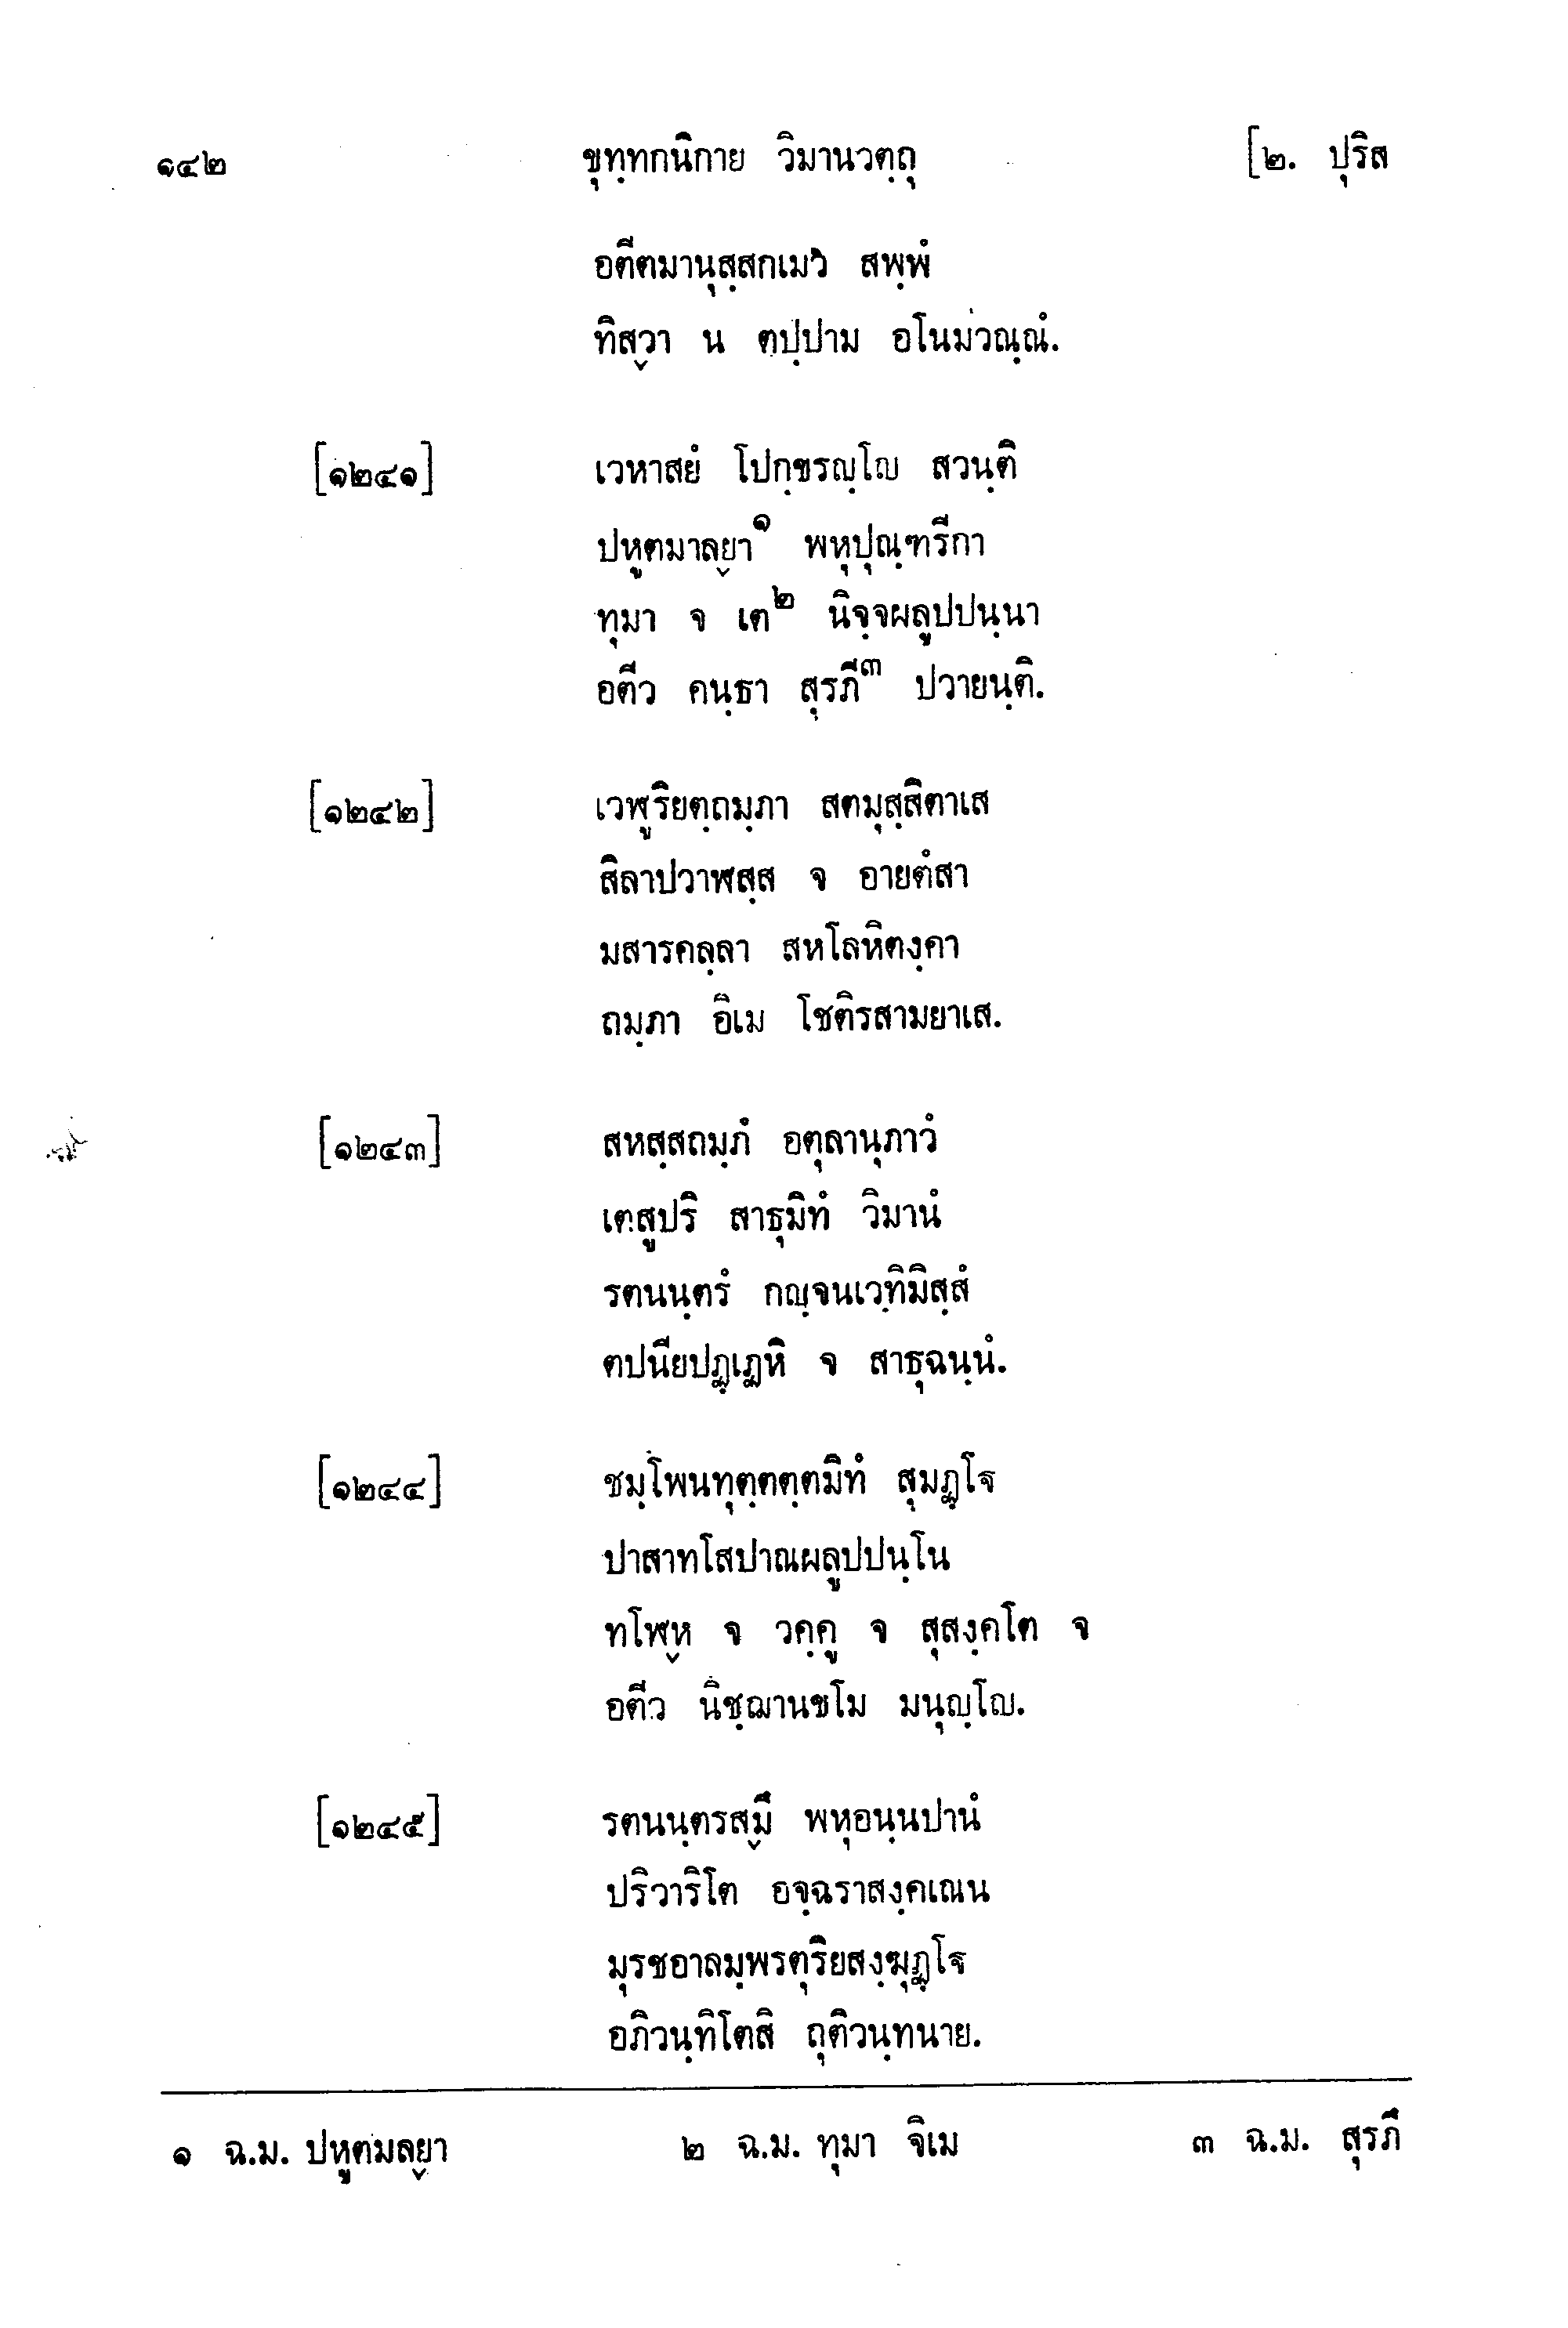 ๑๔๒ ขุทฺทกนิกาย วิมานวตฺถุ [๒. ปุริส
อตีตมานุสฺสกเมว สพฺพํ
ทิสฺวา น ตปฺปาม อโนมวณฺณํ.
[๑๒๔๑] เวหาสยํ โปกฺขรญฺโญ สวนฺติ
ปหูตมาลฺยา๑ พหุปุณฺฑรีกา
ทุมา จ เต๒ นิจฺจผลูปปนฺนา
อตีว คนฺธา สุรภี๓ ปวายนฺติ.
[๑๒๔๒] เวฬูริยตฺถมฺภา สตมุสฺสิตาเส
สิลาปวาฬสฺส จ อายตํสา
มสารคลฺลา สหโลหิตงฺคา
ถมฺภา อิเม โชติรสามยาเส.
[๑๒๔๓] สหสฺสถมฺภํ อตุลานุภาวํ
เตสูปริ สาธุมิทํ วิมานํ
รตนนฺตรํ กญฺจนเวทิมิสฺสํ
ตปนียปฏฺเฏหิ จ สาธุฉนฺนํ.
[๑๒๔๔] ชมฺโพนทุตฺตตฺตมิทํ สุมฏฺโฐ
ปาสาทโสปาณผลูปปนฺโน
ทโฬฺห จ วคฺคู จ สุสงฺคโต จ
อตีว นิชฺฌานขโม มนุญฺโญ.
[๑๒๔๕] รตนนฺตรสฺมึ พหุอนฺนปานํ
ปริวาริโต อจฺฉราสงฺคเณน
มุรชอาลมฺพรตุริยสงฺฆุฏฺโฐ
อภิวนฺทิโตสิ ถุติวนฺทนาย.
๑ ฉ.ม. ปหูตมลฺยา ๒ ฉ.ม. ทุมา จิเม ๓ ฉ.ม. สุรภึ